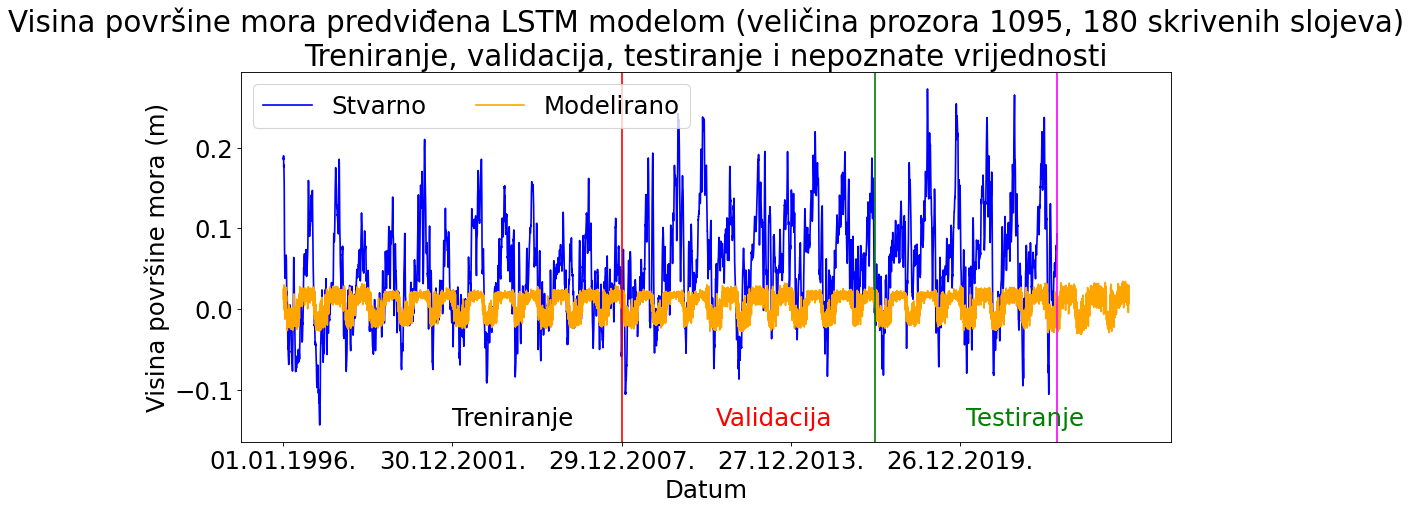 Visina površine mora predviđena LSTM modelom (veličina prozora 1095, 180 skrivenih slojeva)
Treniranje, validacija, testiranje i nepoznate vrijednosti
Stvarno Modelirano
Visina površine mora (m)
0.2
0.1
0.0
−0.1
Treniranje Validacija Testiranje
01.01.1996. 30.12.2001. 29.12.2007. 27.12.2013. 26.12.2019.
Datum